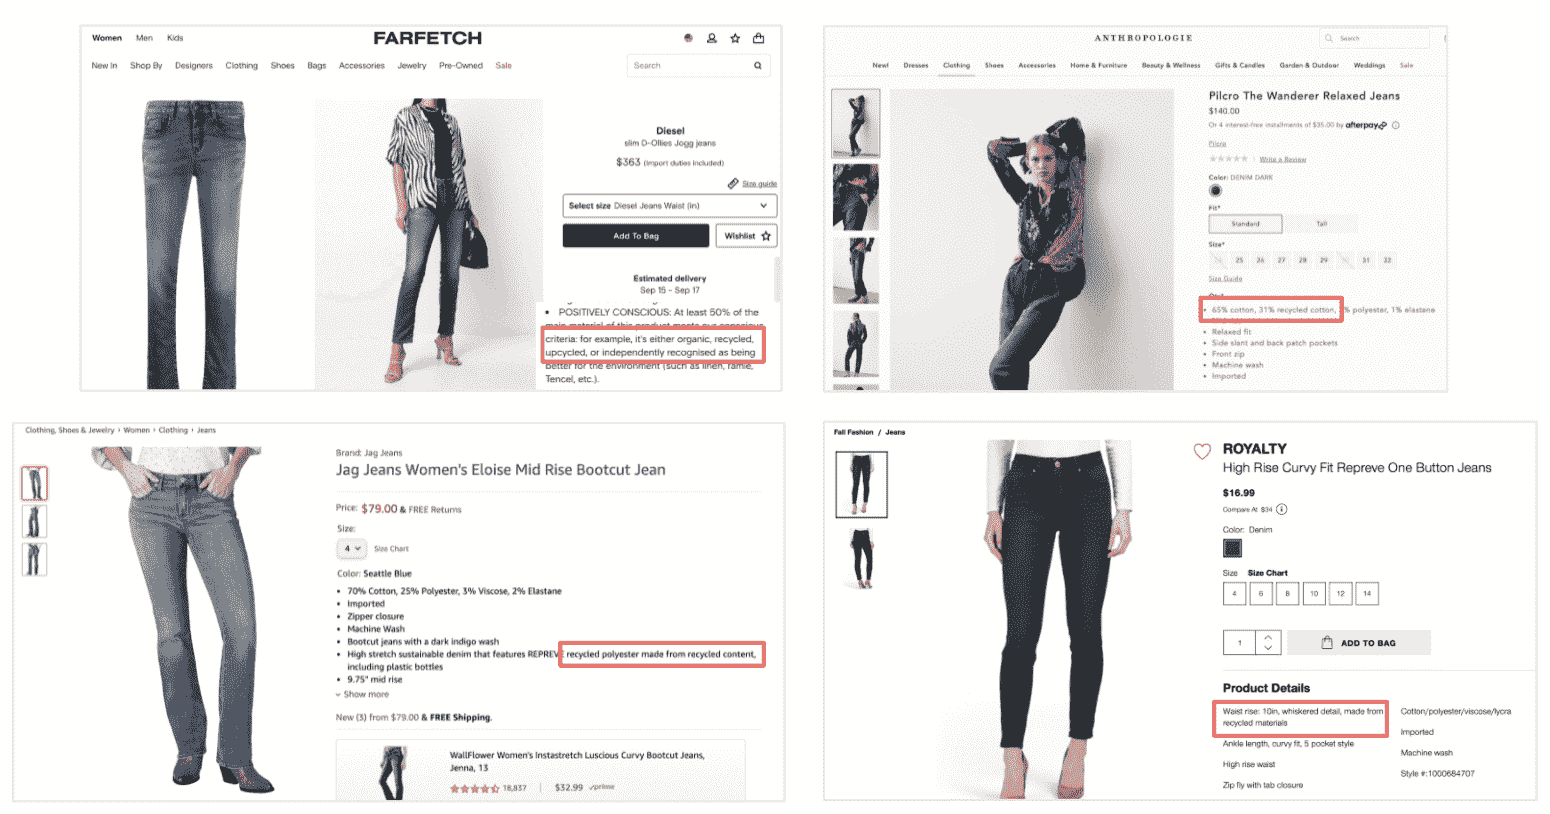 Women Men Kids
FARFETCH
New In Shop By Designers Clothing Shoes Bags Accessories Jewelry Pre-Owned Sale
Search
Diesel
slim D-Ollies Jogg jeans
$363 (Import duties included)
Size guide
Select size Diesel Jeans Waist (in)
Add To Bag
Wishlist
Estimated delivery
Sep 15 – Sep 17
• POSITIVELY CONSCIOUS: At least 50% of the
main material of this product meets our conscious
criteria: for example, it's either organic, recycled,
upcycled, or independently recognised as being
better for the environment (such as linen, ramie,
Tencel, etc.).
ANTHROPOLOGIE
Search
New! Dresses Clothing Shoes Accessories Home & Furniture Beauty & Wellness Gifts & Candles Garden & Outdoor Weddings Sale
Pilcro The Wanderer Relaxed Jeans
$140.00
Or 4 interest-free installments of $35.00 by afterpay
Pilcro
Write a Review
Color: DENIM DARK
Fit*
Standard Tall
Size*
25 26 27 28 29 31 32
Size Guide
• 65% cotton, 31% recycled cotton, % polyester, 1% elastane
• Relaxed fit
• Side slant and back patch pockets
• Front zip
• Machine wash
• Imported
Clothing, Shoes & Jewelry › Women › Clothing › Jeans
Brand: Jag Jeans
Jag Jeans Women's Eloise Mid Rise Bootcut Jean
Price: $79.00 & FREE Returns
Size:
4 Size Chart
Color: Seattle Blue
• 70% Cotton, 25% Polyester, 3% Viscose, 2% Elastane
• Imported
• Zipper closure
• Machine Wash
• Bootcut jeans with a dark indigo wash
• High stretch sustainable denim that features REPREVE recycled polyester made from recycled content,
including plastic bottles
• 9.75" mid rise
Show more
New (3) from $79.00 & FREE Shipping.
WallFlower Women's Instastretch Luscious Curvy Bootcut Jeans,
Jenna, 13
18,837 | $32.99 prime
Fall Fashion / Jeans
ROYALTY
High Rise Curvy Fit Repreve One Button Jeans
$16.99
Compare At $34
Color: Denim
Size Size Chart
4 6 8 10 12 14
1
ADD TO BAG
Product Details
Waist rise: 10in, whiskered detail, made from
recycled materials
Ankle length, curvy fit, 5 pocket style
High rise waist
Zip fly with tab closure
Cotton/polyester/viscose/lycra
Imported
Machine wash
Style #:1000684707